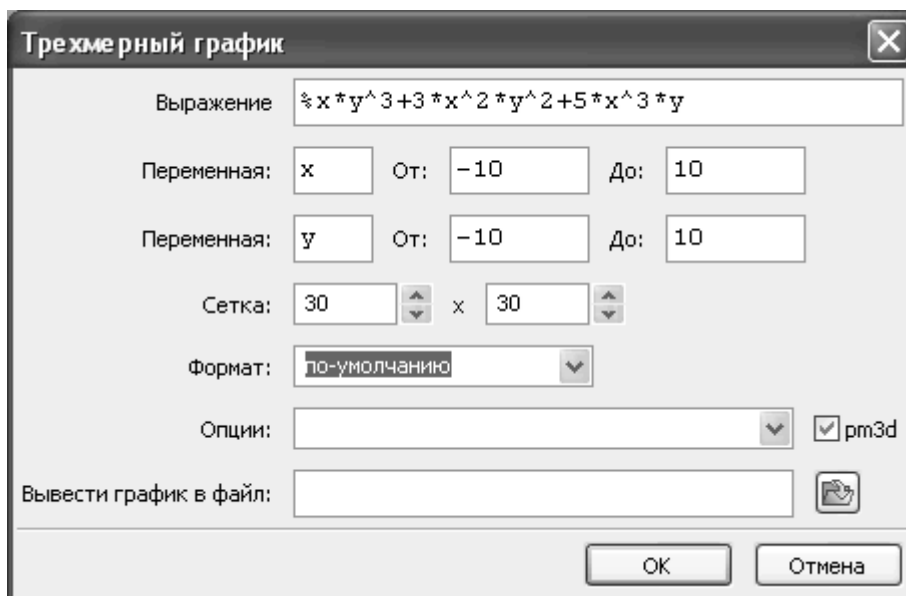 Трехмерный график
Выражение %x*y^3+3*x^2*y^2+5*x^3*y
Переменная: x От: -10 До: 10
Переменная: y От: -10 До: 10
Сетка: 30 x 30
Формат: по-умолчанию
Опции: pm3d
Вывести график в файл:
OK Отмена